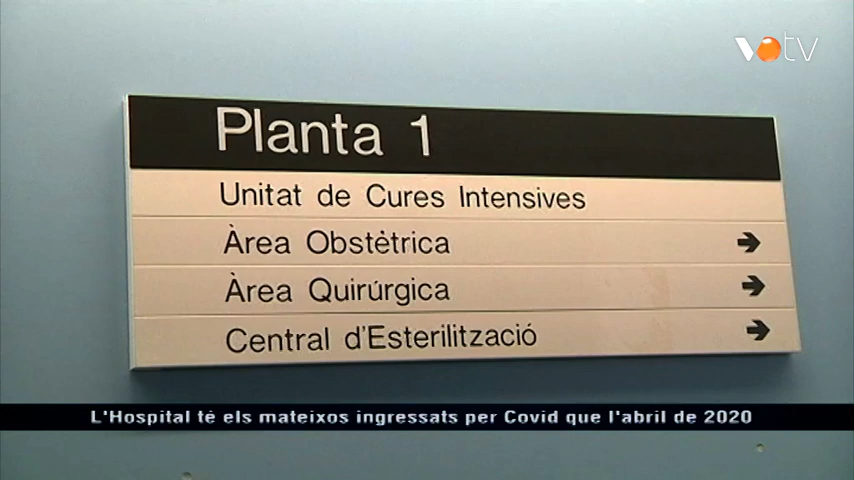 votv
Planta 1
Unitat de Cures Intensives
Àrea Obstètrica
Àrea Quirúrgica
Central d'Esterilització
L'Hospital té els mateixos ingressats per Covid que l'abril de 2020